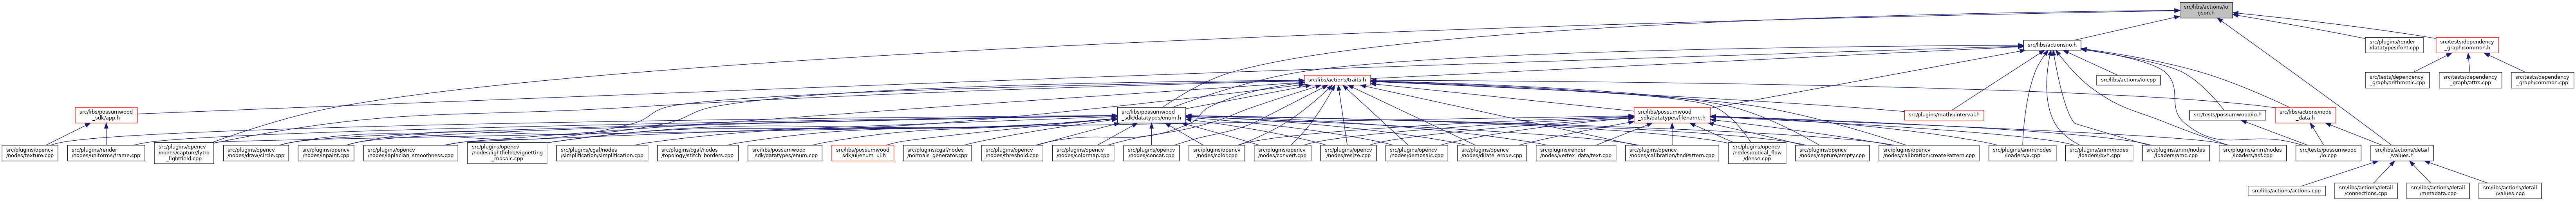 src/libs/actions/io
/json.h
src/libs/actions/io.h
src/plugins/render
/datatypes/font.cpp
src/tests/dependency
_graph/common.h
src/libs/actions/traits.h
src/libs/actions/io.cpp
src/tests/dependency
_graph/arithmetic.cpp
src/tests/dependency
_graph/attrs.cpp
src/tests/dependency
_graph/common.cpp
src/libs/possumwood
_sdk/app.h
src/libs/possumwood
_sdk/datatypes/enum.h
src/libs/possumwood
_sdk/datatypes/filename.h
src/plugins/maths/interval.h
src/tests/possumwood/io.h
src/libs/actions/node
_data.h
src/plugins/opencv
/nodes/texture.cpp
src/plugins/render
/nodes/uniforms/frame.cpp
src/plugins/opencv
/nodes/capture/lytro
_lightfield.cpp
src/plugins/opencv
/nodes/draw/circle.cpp
src/plugins/opencv
/nodes/inpaint.cpp
src/plugins/opencv
/nodes/laplacian_smoothness.cpp
src/plugins/opencv
/nodes/lightfields/vignetting
_mosaic.cpp
src/plugins/cgal/nodes
/simplification/simplification.cpp
src/plugins/cgal/nodes
/topology/stitch_borders.cpp
src/libs/possumwood
_sdk/datatypes/enum.cpp
src/libs/possumwood
_sdk/ui/enum_ui.h
src/plugins/cgal/nodes
/normals_generator.cpp
src/plugins/opencv
/nodes/threshold.cpp
src/plugins/opencv
/nodes/colormap.cpp
src/plugins/opencv
/nodes/concat.cpp
src/plugins/opencv
/nodes/color.cpp
src/plugins/opencv
/nodes/convert.cpp
src/plugins/opencv
/nodes/resize.cpp
src/plugins/opencv
/nodes/demosaic.cpp
src/plugins/opencv
/nodes/dilate_erode.cpp
src/plugins/render
/nodes/vertex_data/text.cpp
src/plugins/opencv
/nodes/calibration/findPattern.cpp
src/plugins/opencv
/nodes/optical_flow
/dense.cpp
src/plugins/opencv
/nodes/capture/empty.cpp
src/plugins/opencv
/nodes/calibration/createPattern.cpp
src/plugins/anim/nodes
/loaders/x.cpp
src/plugins/anim/nodes
/loaders/bvh.cpp
src/plugins/anim/nodes
/loaders/amc.cpp
src/plugins/anim/nodes
/loaders/asf.cpp
src/tests/possumwood
/io.cpp
src/libs/actions/detail
/values.h
src/libs/actions/actions.cpp
src/libs/actions/detail
/connections.cpp
src/libs/actions/detail
/metadata.cpp
src/libs/actions/detail
/values.cpp